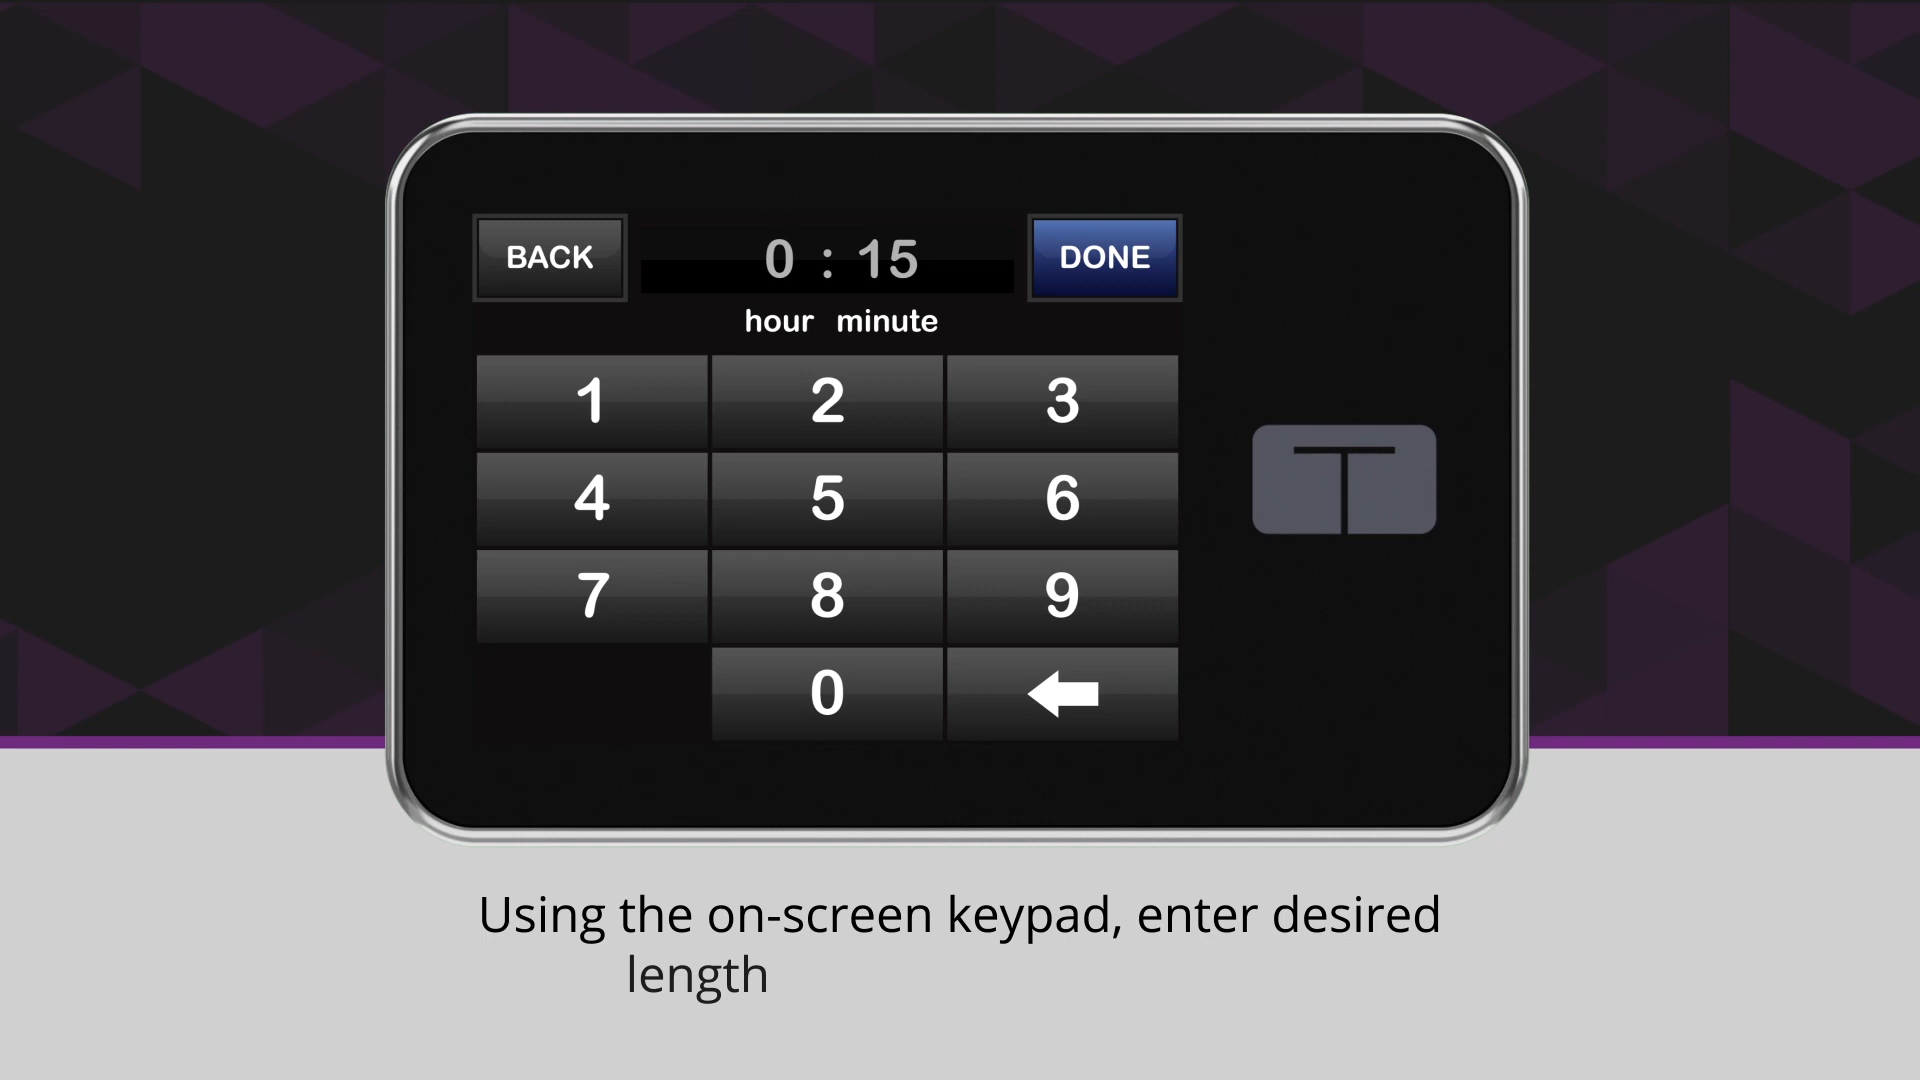 BACK 0 : 15 DONE
hour minute
1 2 3
4 5 6
7 8 9
0
Using the on-screen keypad, enter desired
length